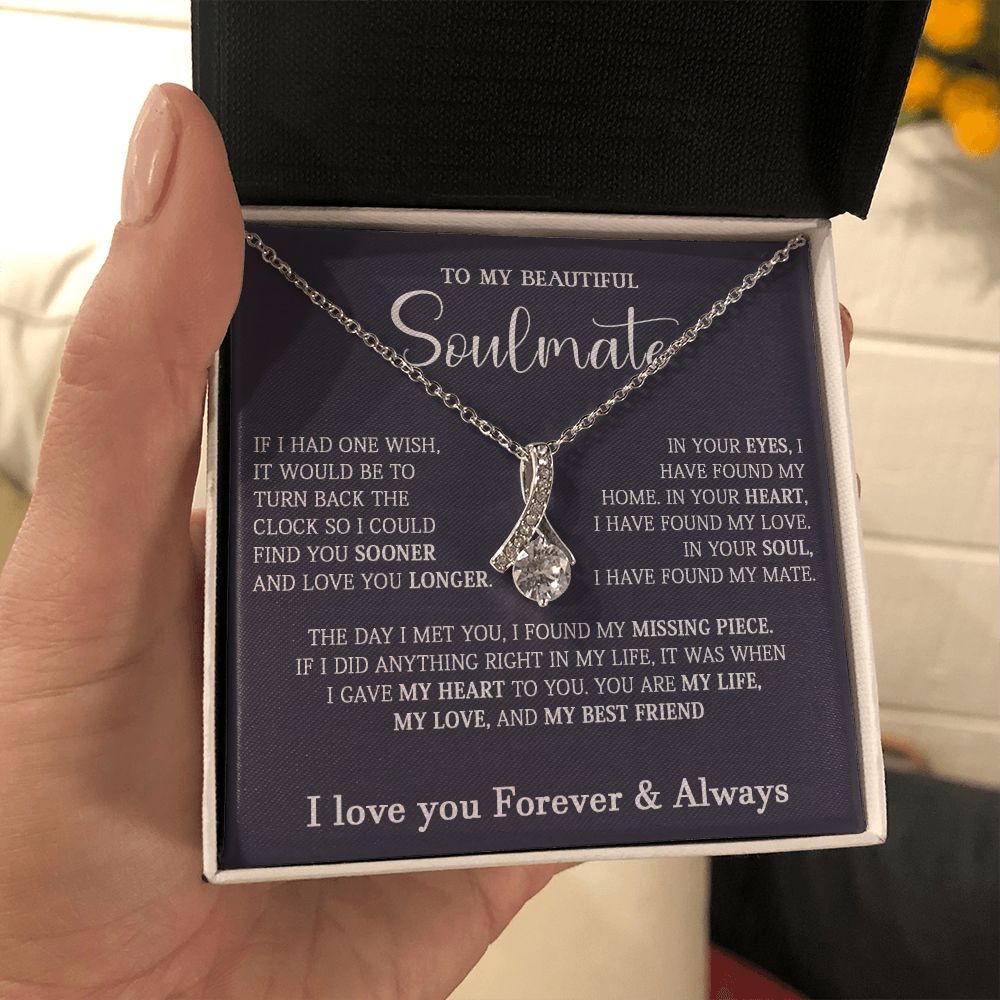 TO MY BEAUTIFUL
Soulmate
IF I HAD ONE WISH,
IT WOULD BE TO
TURN BACK THE
CLOCK SO I COULD
FIND YOU SOONER
AND LOVE YOU LONGER.
IN YOUR EYES, I
HAVE FOUND MY
HOME. IN YOUR HEART,
I HAVE FOUND MY LOVE.
IN YOUR SOUL,
I HAVE FOUND MY MATE.
THE DAY I MET YOU, I FOUND MY MISSING PIECE.
IF I DID ANYTHING RIGHT IN MY LIFE, IT WAS WHEN
I GAVE MY HEART TO YOU. YOU ARE MY LIFE,
MY LOVE, AND MY BEST FRIEND
I love you Forever & Always